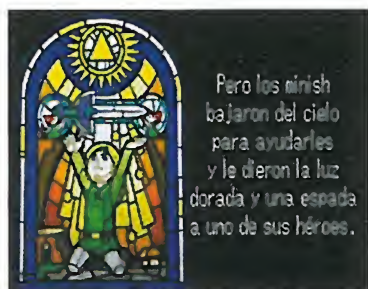 Pero los minish
bajaron del cielo
para ayudarles
y le dieron la luz
dorada y una espada
a uno de sus héroes.